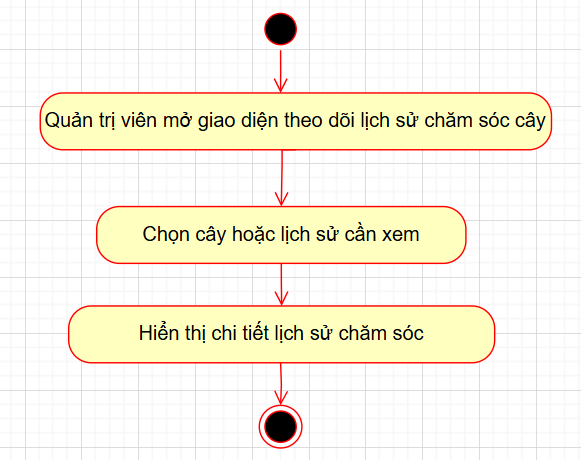 Quản trị viên mở giao diện theo dõi lịch sử chăm sóc cây
Chọn cây hoặc lịch sử cần xem
Hiển thị chi tiết lịch sử chăm sóc